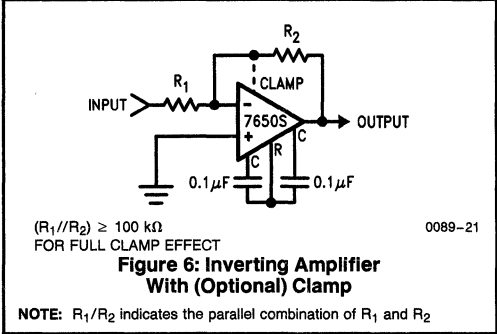 R₂
R₁
CLAMP
INPUT
−
7650S
OUTPUT
+
C
R
C
0.1μF
0.1μF
(R₁//R₂) ≥ 100 kΩ
0089–21
FOR FULL CLAMP EFFECT
Figure 6: Inverting Amplifier
With (Optional) Clamp
NOTE: R₁/R₂ indicates the parallel combination of R₁ and R₂